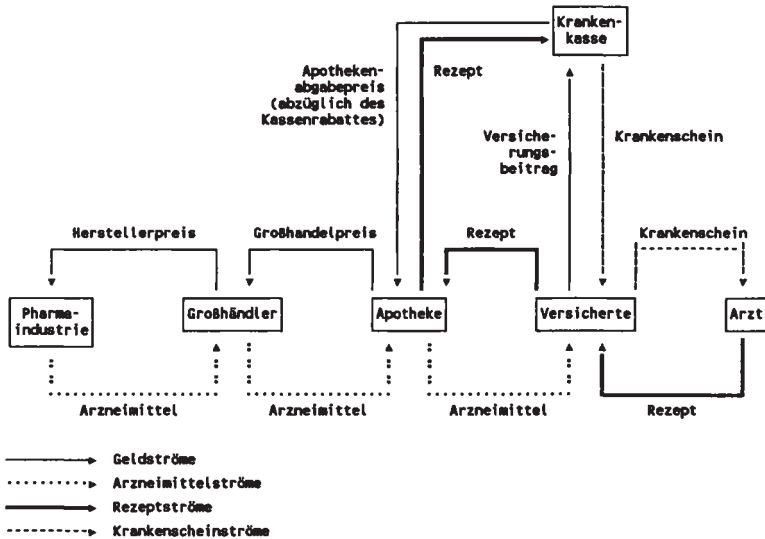 Kranken-
kasse
Apotheken-
abgabepreis
(abzüglich des
Kassenrabattes)
Rezept
Versiche-
rungs-
beitrag
Krankenschein
Herstellerpreis
Großhandelpreis
Rezept
Krankenschein
Pharma-
industrie
Großhändler
Apotheke
Versicherte
Arzt
Arzneimittel
Arzneimittel
Arzneimittel
Rezept
Geldströme
Arzneimittelströme
Rezeptströme
Krankenscheinströme